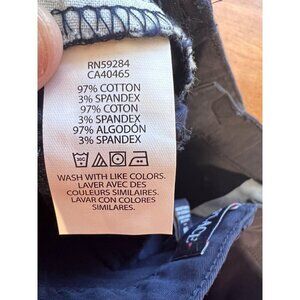 RN59284
CA40465
97% COTTON
3% SPANDEX
97% COTON
3% SPANDEX
97% ALGODÓN
3% SPANDEX
WASH WITH LIKE COLORS.
LAVER AVEC DES
COULEURS SIMILAIRES.
LAVAR CON COLORES
SIMILARES.